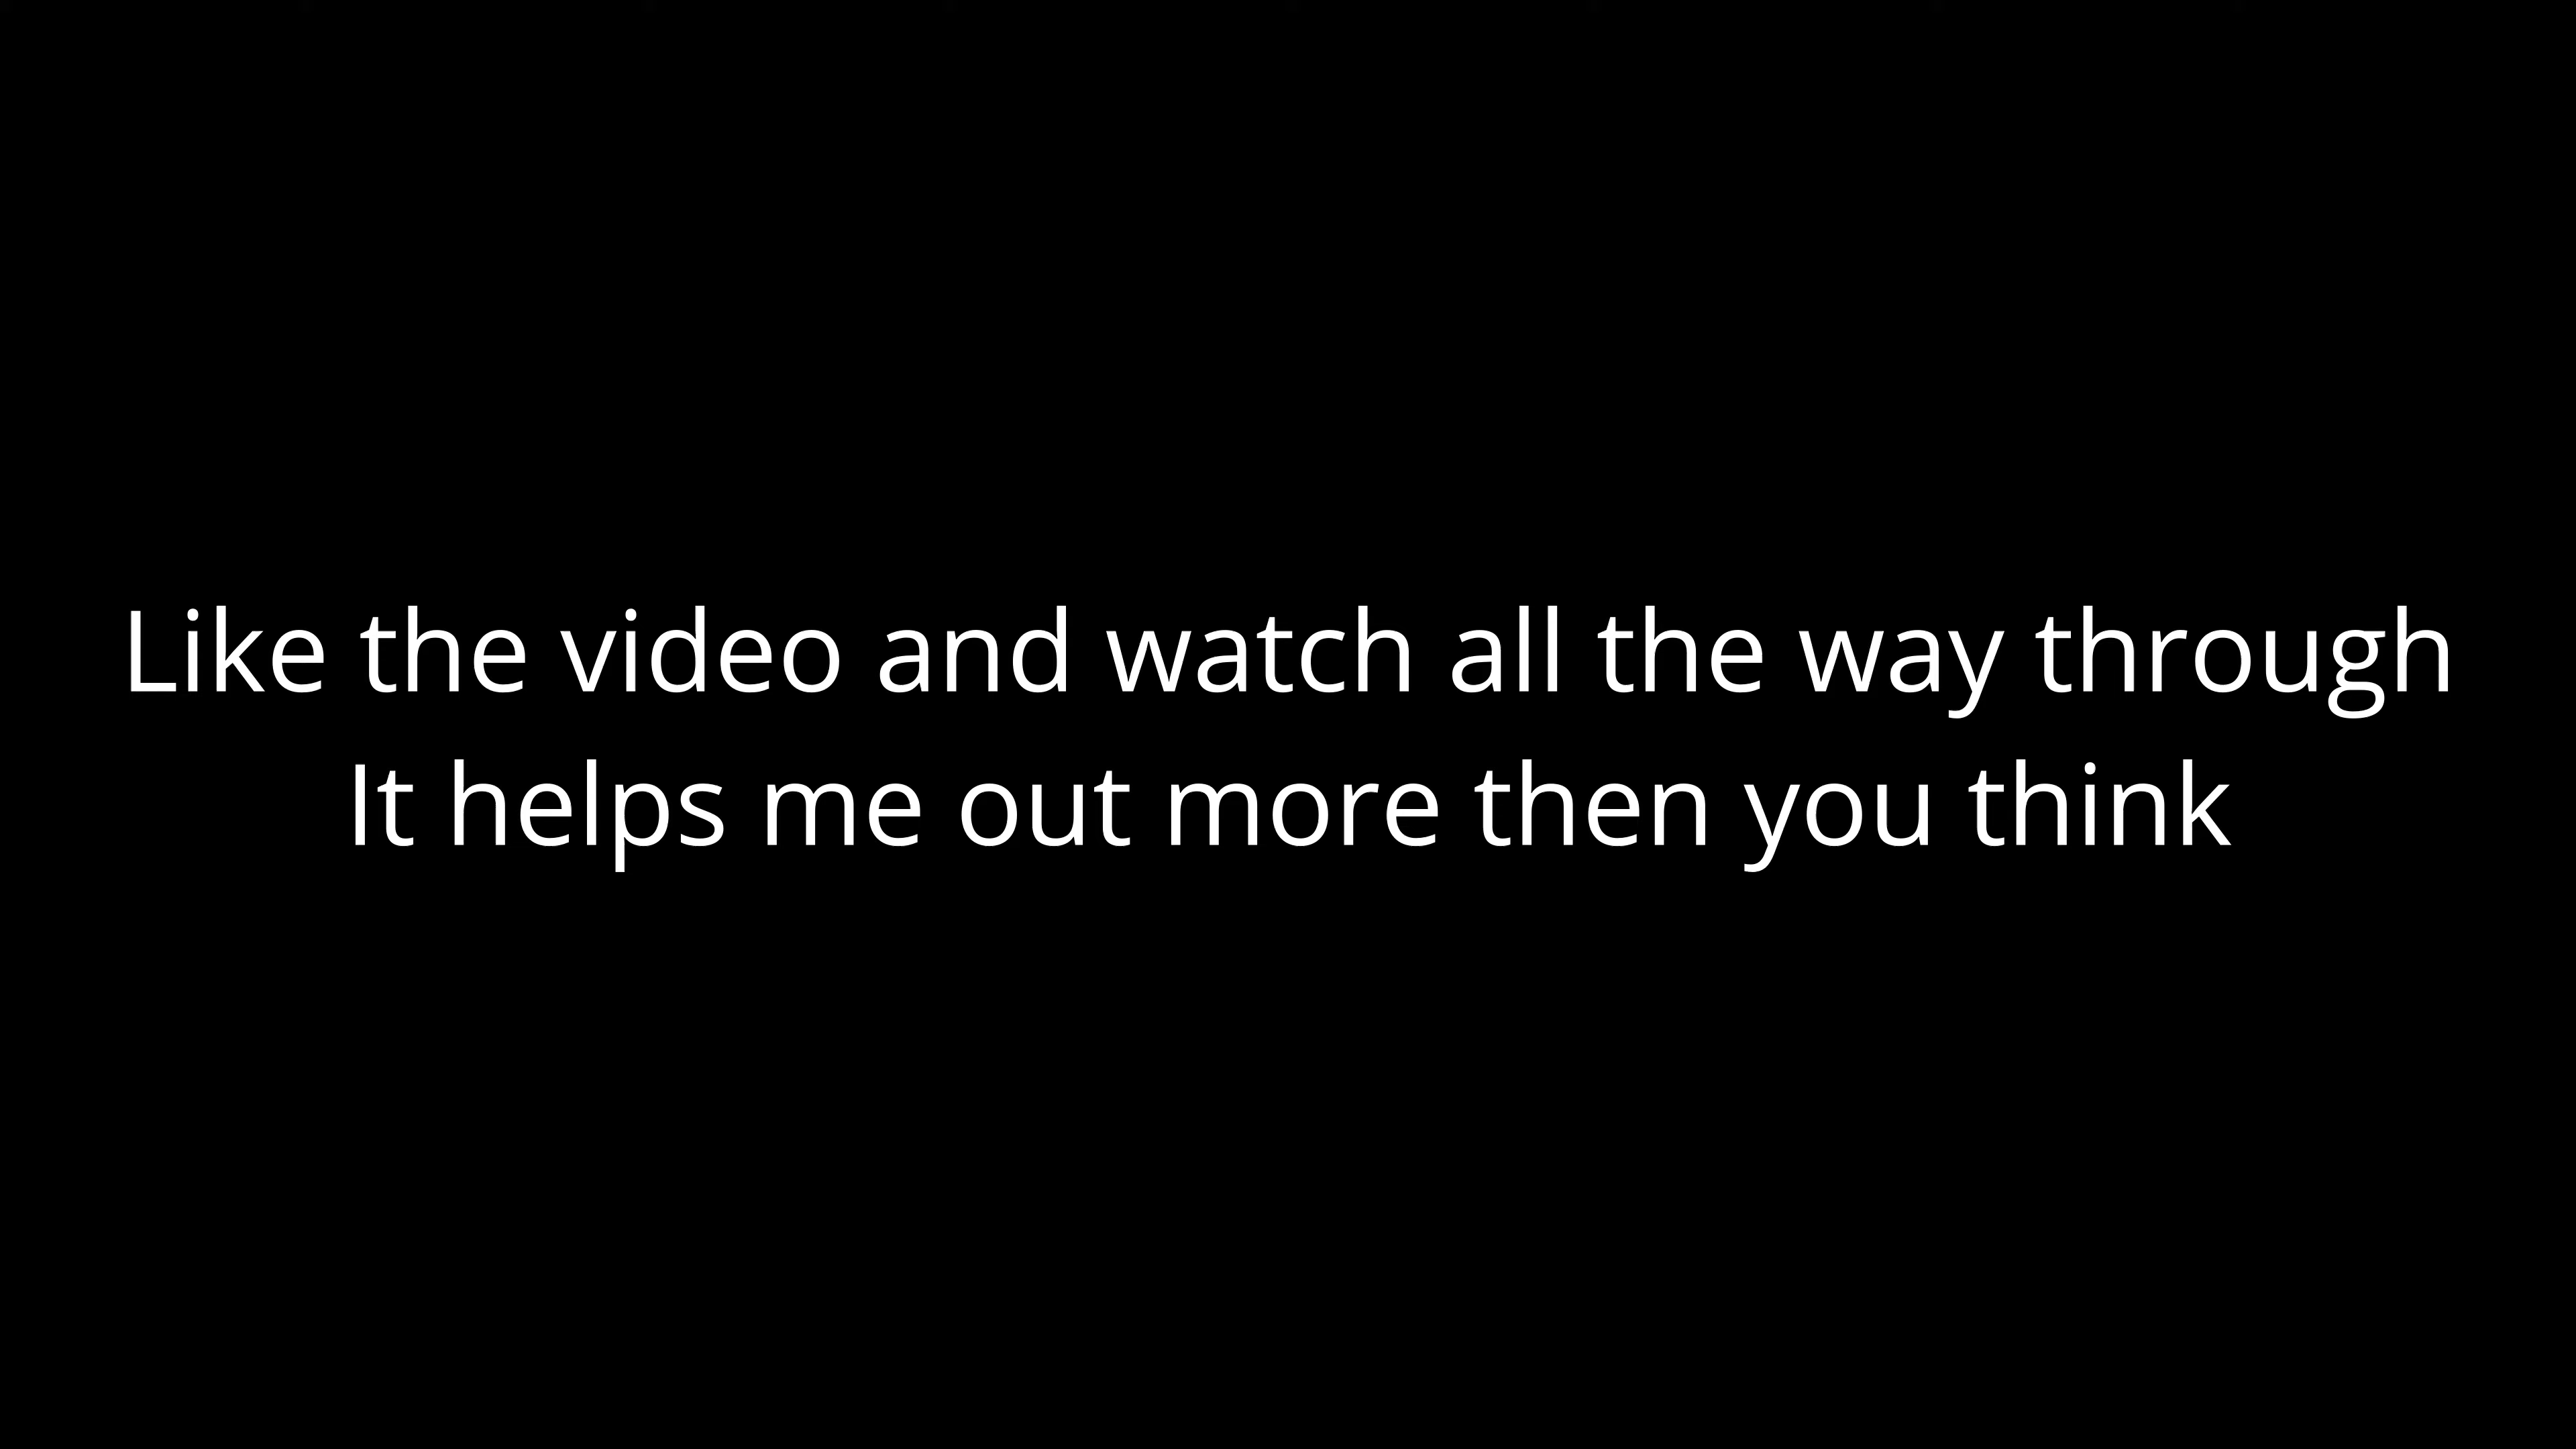 Like the video and watch all the way through
It helps me out more then you think